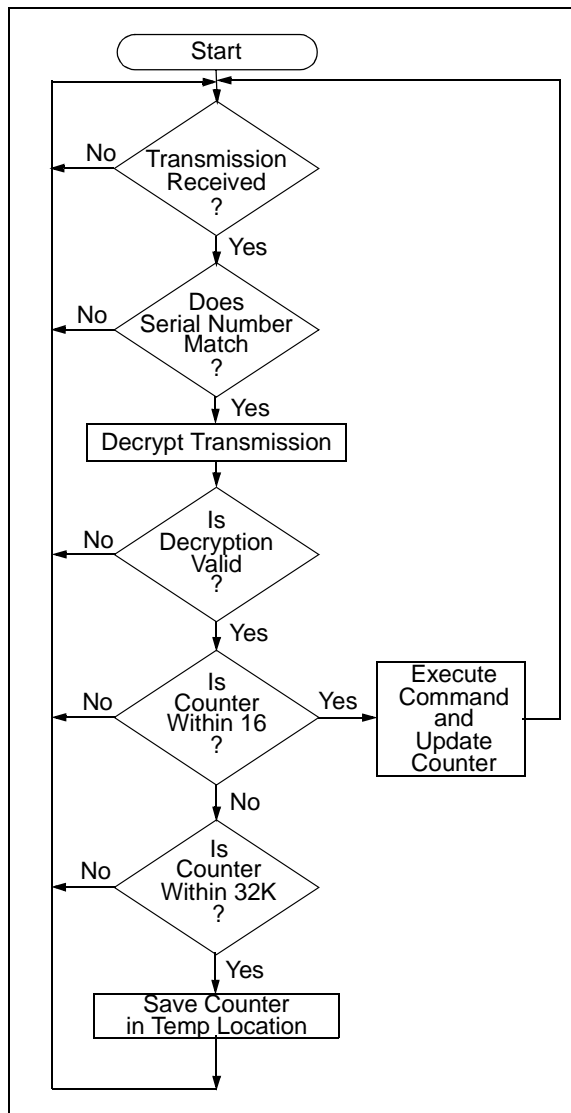 Start
No
Transmission
Received
?
Yes
No
Does
Serial Number
Match
?
Yes
Decrypt Transmission
No
Is
Decryption
Valid
?
Yes
No
Is
Counter
Within 16
?
Yes
Execute
Command
and
Update
Counter
No
No
Is
Counter
Within 32K
?
Yes
Save Counter
in Temp Location